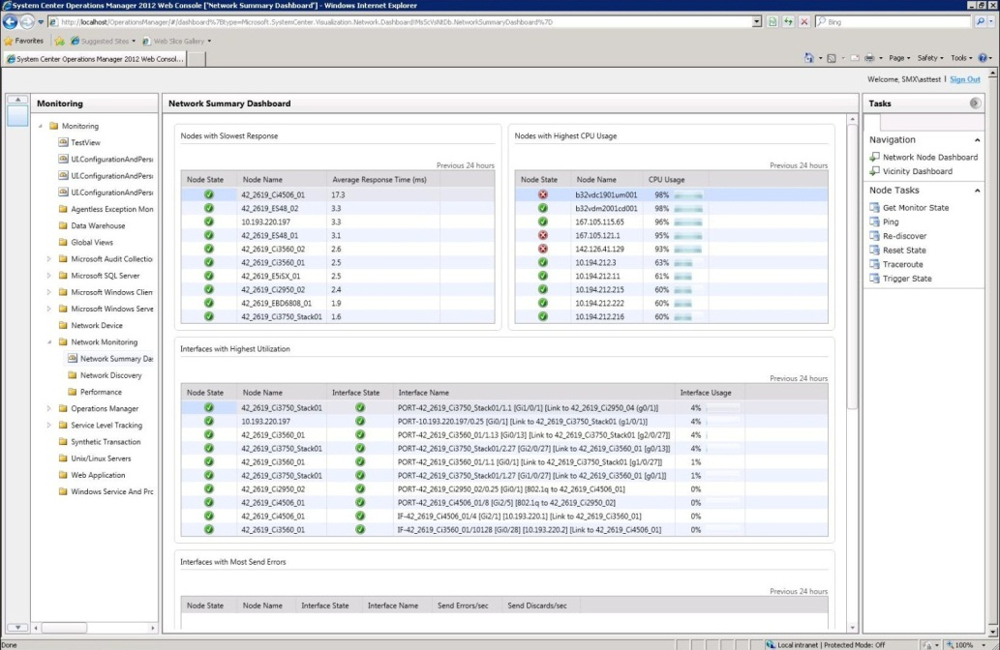 System Center Operations Manager 2012 Web Console ['Network Summary Dashboard'] - Windows Internet Explorer
http://localhost/OperationsManager/#/dashboard%7Btype=Microsoft.SystemCenter.Visualization.Network.Dashboard/MsScVisNtDb.NetworkSummaryDashboard%7D
Bing
Favorites Suggested Sites Web Slice Gallery
System Center Operations Manager 2012 Web Consol...
Page Safety Tools
Welcome, SMX\asttest Sign Out
Monitoring
Monitoring
TestView
UI.ConfigurationAndPers
UI.ConfigurationAndPers
UI.ConfigurationAndPers
Agentless Exception Mon
Data Warehouse
Global Views
Microsoft Audit Collectio
Microsoft SQL Server
Microsoft Windows Clien
Microsoft Windows Serve
Network Device
Network Monitoring
Network Summary Das
Network Discovery
Performance
Operations Manager
Service Level Tracking
Synthetic Transaction
Unix/Linux Servers
Web Application
Windows Service And Prc
Network Summary Dashboard
Nodes with Slowest Response
Previous 24 hours
Node State Node Name Average Response Time (ms)
42_2619_Ci4506_01 17.3
42_2619_ES48_02 3.3
10.193.220.197 3.3
42_2619_ES48_01 3.1
42_2619_Ci3560_02 2.6
42_2619_Ci3560_01 2.5
42_2619_E5iSX_01 2.5
42_2619_Ci2950_02 2.4
42_2619_EBD6808_01 1.9
42_2619_Ci3750_Stack01 1.6
Nodes with Highest CPU Usage
Previous 24 hours
Node State Node Name CPU Usage
b32vdc1901um001 98%
b32vdm2001cd001 98%
167.105.115.65 96%
167.105.121.1 95%
142.126.41.129 93%
10.194.212.3 63%
10.194.212.11 61%
10.194.212.215 60%
10.194.212.222 60%
10.194.212.216 60%
Interfaces with Highest Utilization
Previous 24 hours
Node State Node Name Interface State Interface Name Interface Usage
42_2619_Ci3750_Stack01 PORT-42_2619_Ci3750_Stack01/1.1 [Gi1/0/1] [Link to 42_2619_Ci2950_04 (g0/1)] 4%
10.193.220.197 PORT-10.193.220.197/0.25 [Gi0/1] [Link to 42_2619_Ci3750_Stack01 (g1/0/1)] 4%
42_2619_Ci3560_01 PORT-42_2619_Ci3560_01/1.13 [Gi0/13] [Link to 42_2619_Ci3750_Stack01 [g2/0/27]] 4%
42_2619_Ci3750_Stack01 PORT-42_2619_Ci3750_Stack01/2.27 [Gi2/0/27] [Link to 42_2619_Ci3560_01 [g0/13]] 4%
42_2619_Ci3560_01 PORT-42_2619_Ci3560_01/1.1 [Gi0/1] [Link to 42_2619_Ci3750_Stack01 [g1/0/27]] 1%
42_2619_Ci3750_Stack01 PORT-42_2619_Ci3750_Stack01/1.27 [Gi1/0/27] [Link to 42_2619_Ci3560_01 [g0/1]] 1%
42_2619_Ci2950_02 PORT-42_2619_Ci2950_02/0.25 [Gi0/1] [802.1q to 42_2619_Ci4506_01] 0%
42_2619_Ci4506_01 PORT-42_2619_Ci4506_01/8 [Gi2/5] [802.1q to 42_2619_Ci2950_02] 0%
42_2619_Ci4506_01 IF-42_2619_Ci4506_01/4 [Gi2/1] [10.193.220.1] [Link to 42_2619_Ci3560_01] 0%
42_2619_Ci3560_01 IF-42_2619_Ci3560_01/10128 [Gi0/28] [10.193.220.2] [Link to 42_2619_Ci4506_01] 0%
Interfaces with Most Send Errors
Previous 24 hours
Node State Node Name Interface State Interface Name Send Errors/sec Send Discards/sec
Tasks
Navigation
Network Node Dashboard
Vicinity Dashboard
Node Tasks
Get Monitor State
Ping
Re-discover
Reset State
Traceroute
Trigger State
Done
Local intranet | Protected Mode: Off
100%